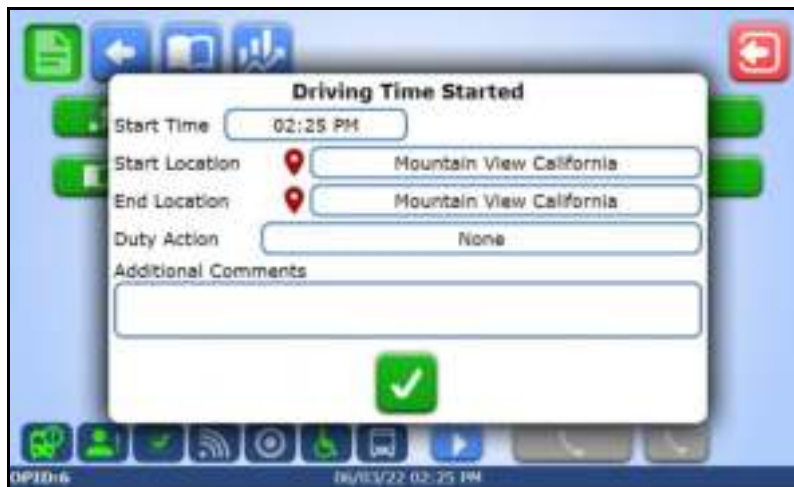 Driving Time Started
Start Time 02:25 PM
Start Location Mountain View California
End Location Mountain View California
Duty Action None
Additional Comments
OPID:6 06/03/22 02:25 PM